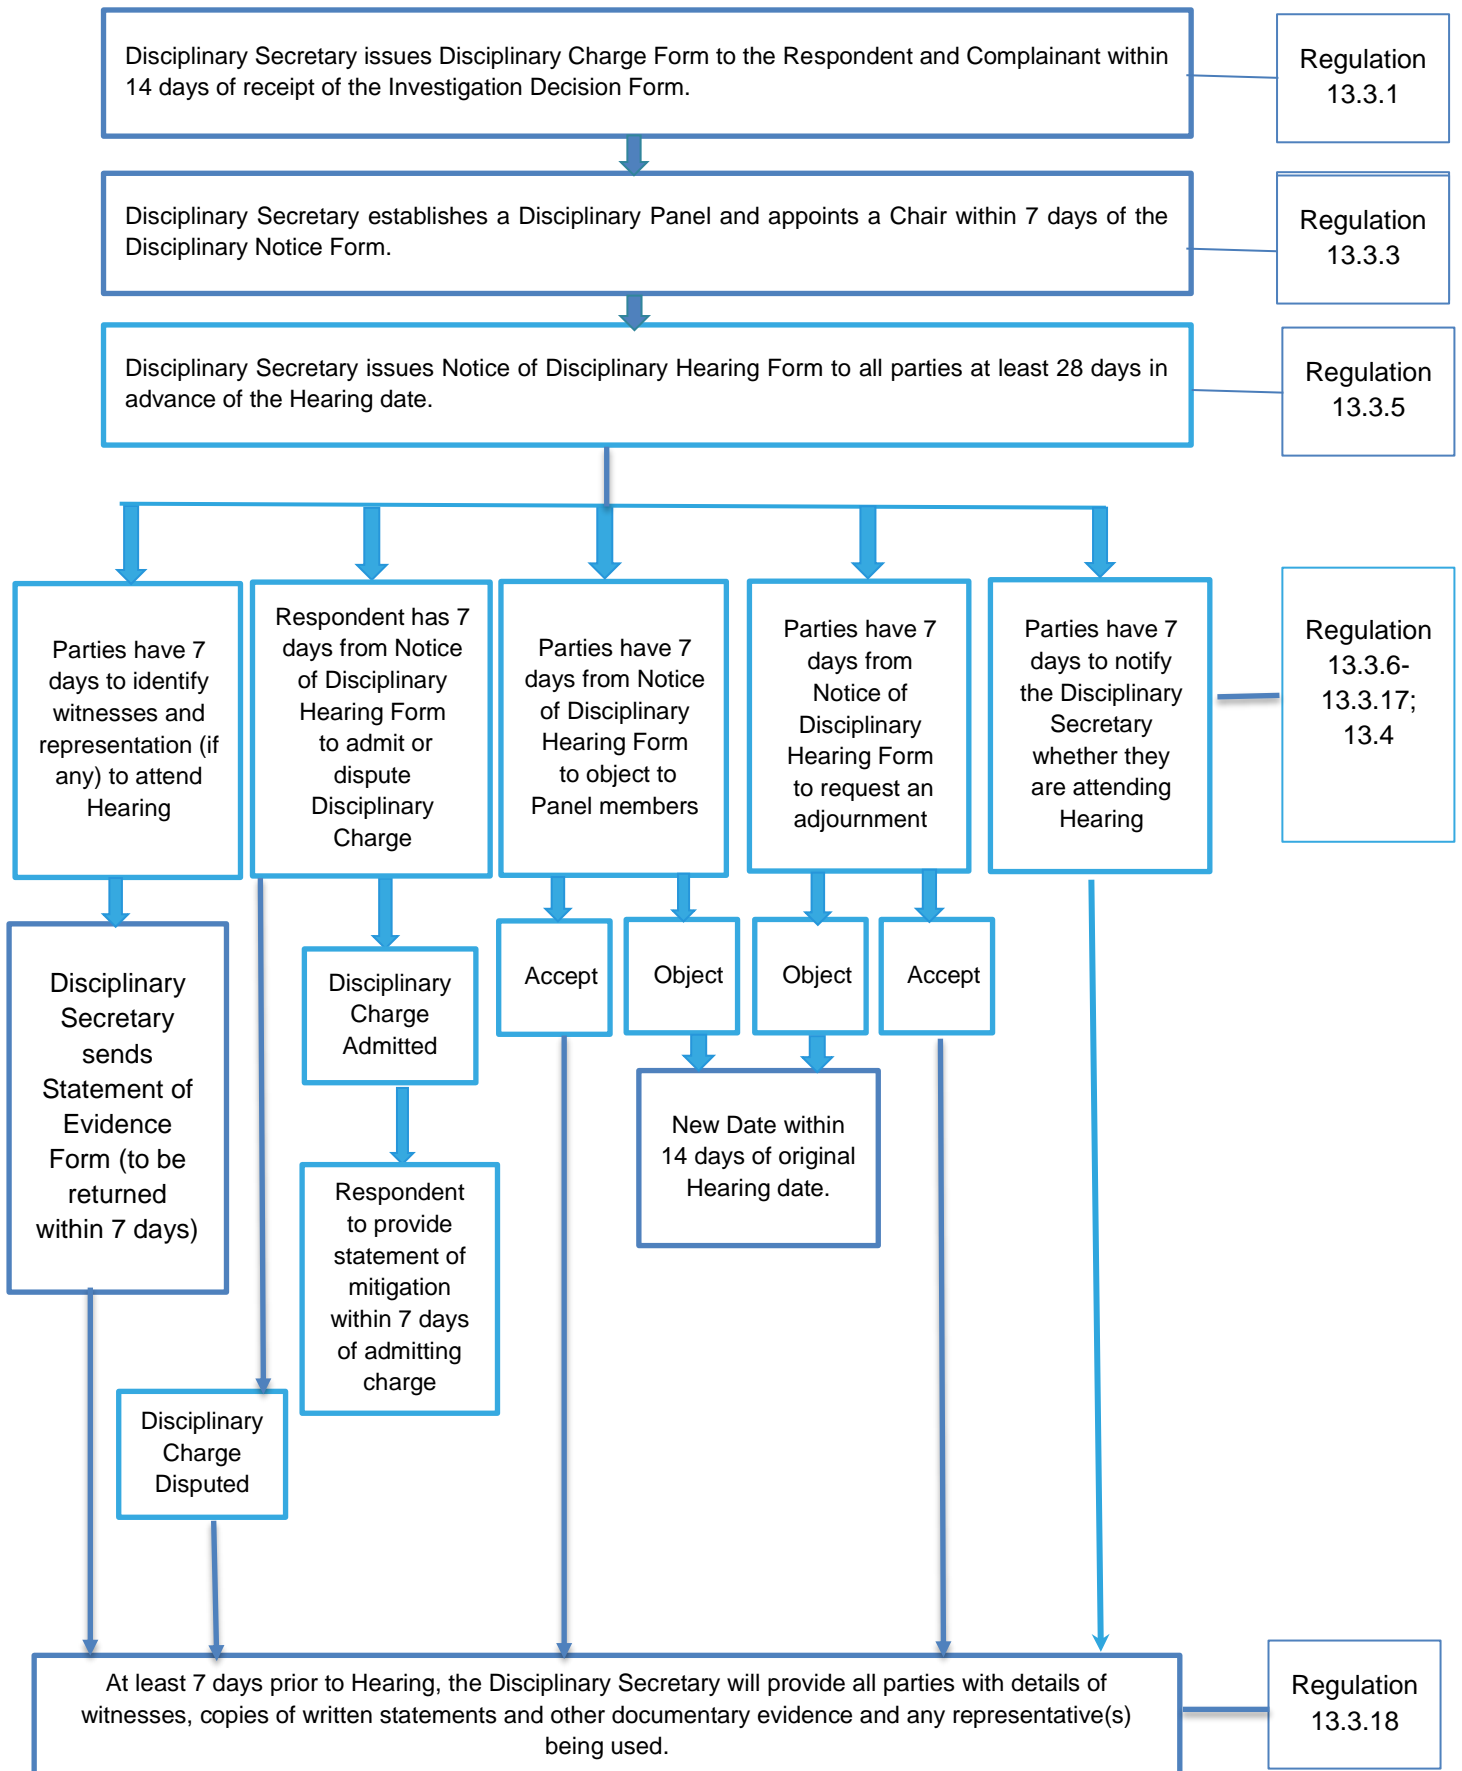 Disciplinary Secretary issues Disciplinary Charge Form to the Respondent and Complainant within
14 days of receipt of the Investigation Decision Form.
Regulation
13.3.1
Disciplinary Secretary establishes a Disciplinary Panel and appoints a Chair within 7 days of the
Disciplinary Notice Form.
Regulation
13.3.3
Disciplinary Secretary issues Notice of Disciplinary Hearing Form to all parties at least 28 days in
advance of the Hearing date.
Regulation
13.3.5
Parties have 7
days to identify
witnesses and
representation (if
any) to attend
Hearing
Respondent has 7
days from Notice
of Disciplinary
Hearing Form
to admit or
dispute
Disciplinary
Charge
Parties have 7
days from Notice
of Disciplinary
Hearing Form
to object to
Panel members
Parties have 7
days from
Notice of
Disciplinary
Hearing Form
to request an
adjournment
Parties have 7
days to notify
the Disciplinary
Secretary
whether they
are attending
Hearing
Regulation
13.3.6-
13.3.17;
13.4
Disciplinary
Secretary
sends
Statement of
Evidence
Form (to be
returned
within 7 days)
Disciplinary
Charge
Admitted
Accept
Object
Object
Accept
New Date within
14 days of original
Hearing date.
Respondent
to provide
statement of
mitigation
within 7 days
of admitting
charge
Disciplinary
Charge
Disputed
At least 7 days prior to Hearing, the Disciplinary Secretary will provide all parties with details of
witnesses, copies of written statements and other documentary evidence and any representative(s)
being used.
Regulation
13.3.18